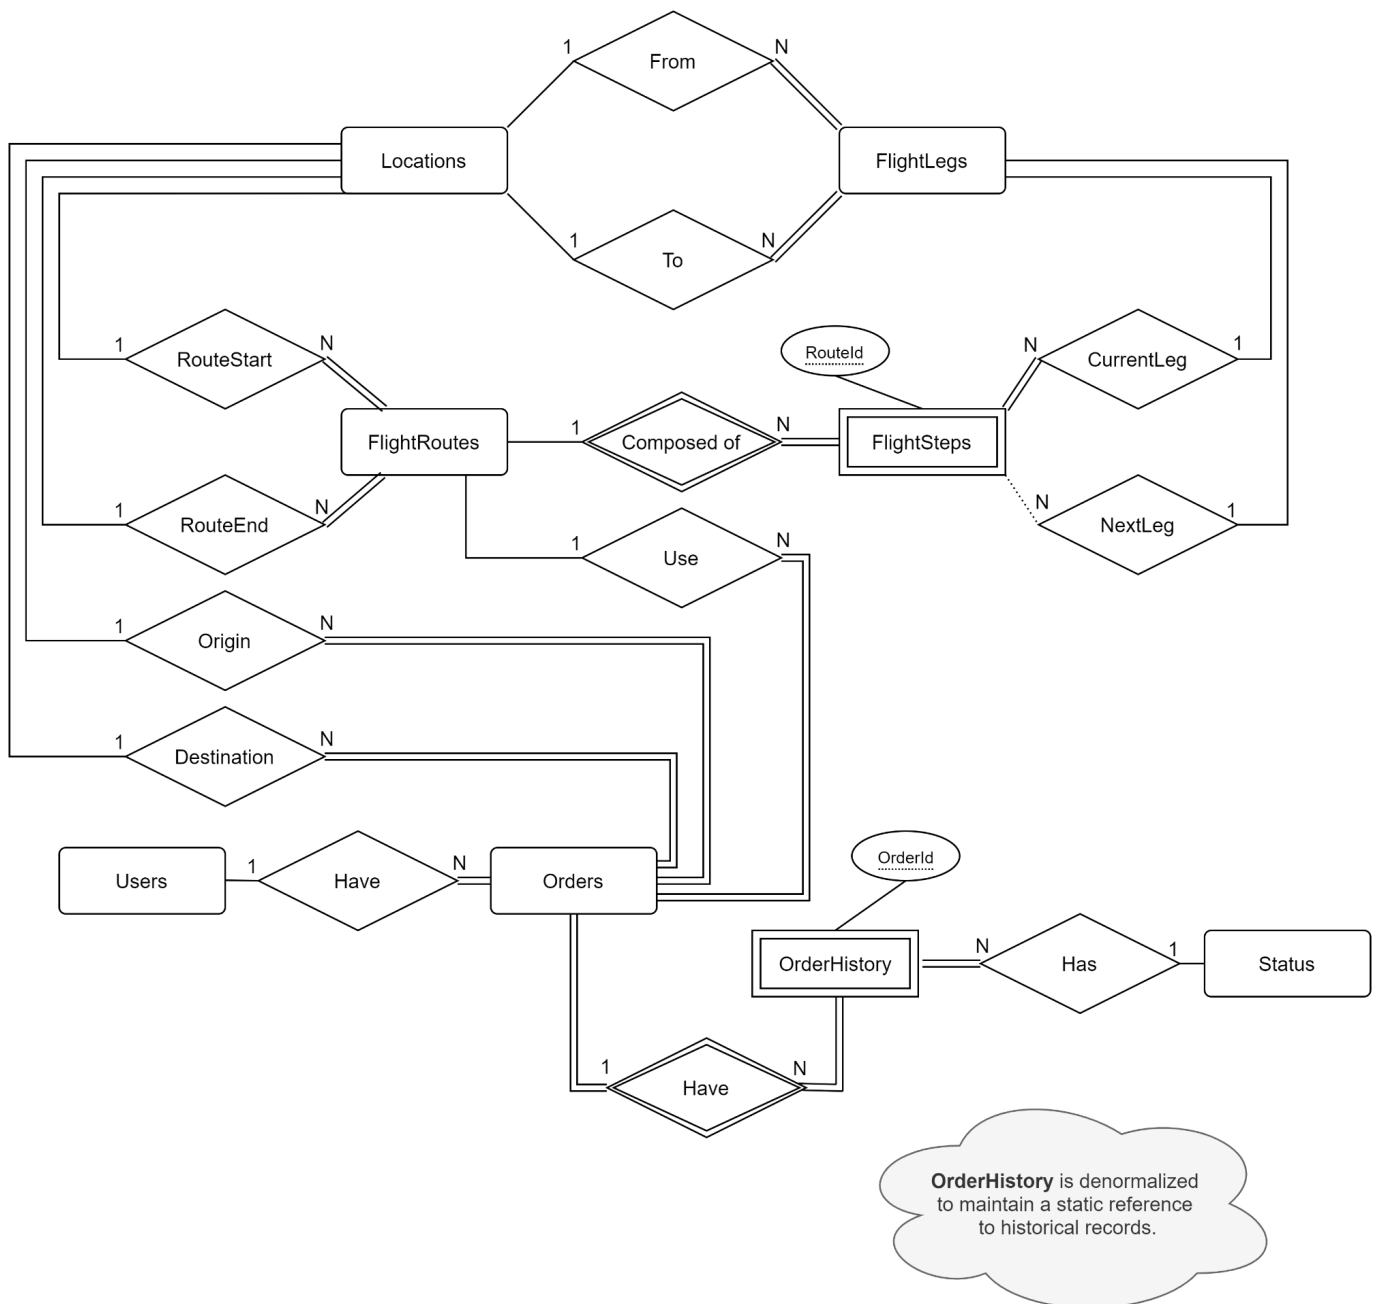 1
From
N
Locations
FlightLegs
1
To
N
1
RouteStart
N
RouteId
N
CurrentLeg
1
FlightRoutes
1
Composed of
N
FlightSteps
1
RouteEnd
N
N
NextLeg
1
1
Use
N
1
Origin
N
1
Destination
N
Users
1
Have
N
Orders
OrderId
OrderHistory
N
Has
1
Status
1
Have
N
OrderHistory is denormalized
to maintain a static reference
to historical records.